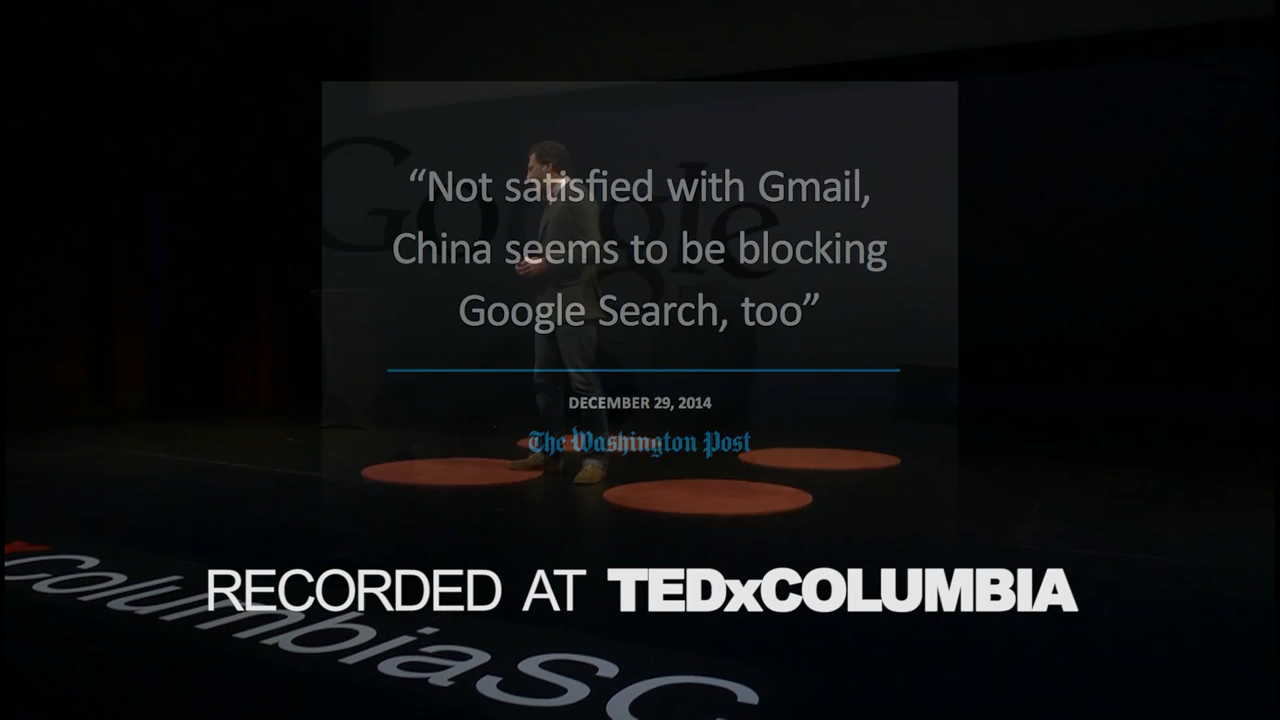 Google
“Not satisfied with Gmail,
China seems to be blocking
Google Search, too”
DECEMBER 29, 2014
The Washington Post
RECORDED AT TEDxCOLUMBIA
columbiaSC